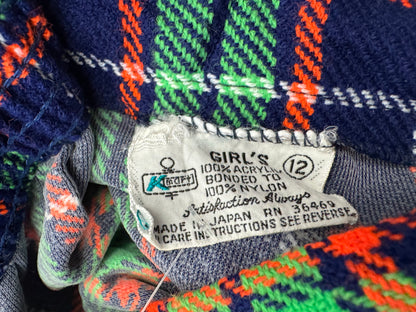 GIRL'S
12
100% ACRYLIC
Kmart
BONDED TO
100% NYLON
Satisfaction Always
MADE IN JAPAN RN 36469
CARE INSTRUCTIONS SEE REVERSE